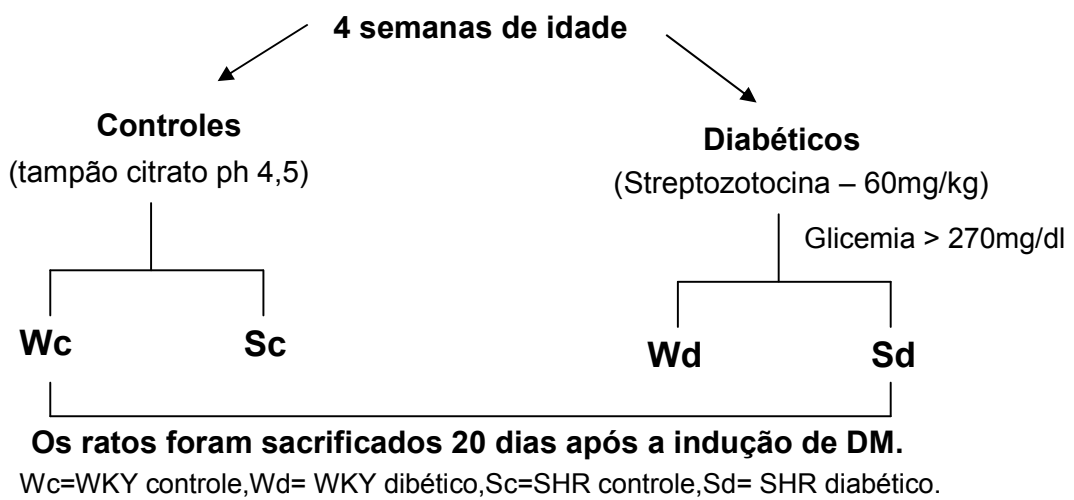 4 semanas de idade
Controles
(tampão citrato ph 4,5)
Diabéticos
(Streptozotocina – 60mg/kg)
Glicemia > 270mg/dl
Wc
Sc
Wd
Sd
Os ratos foram sacrificados 20 dias após a indução de DM.
Wc=WKY controle,Wd= WKY dibético,Sc=SHR controle,Sd= SHR diabético.